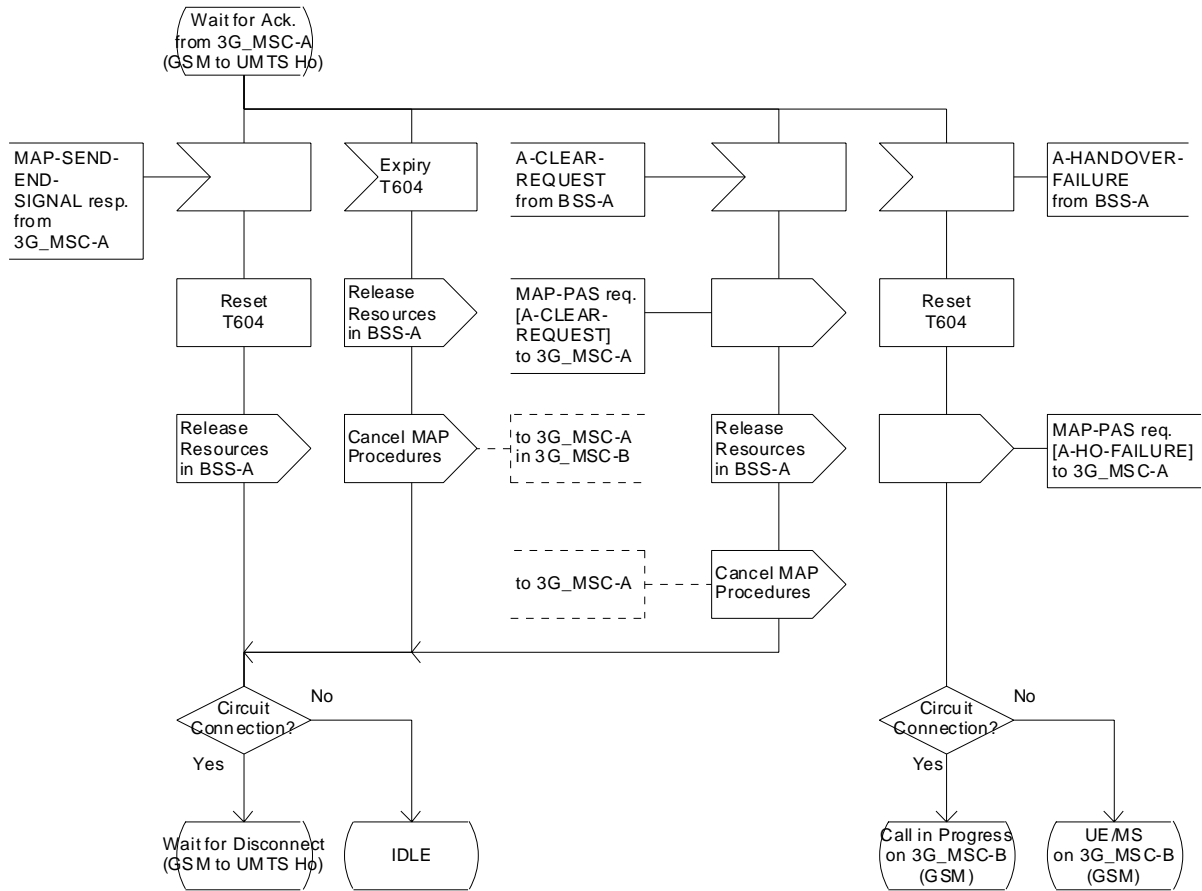 Wait for Ack.
from 3G_MSC-A
(GSM to UMTS Ho)
MAP-SEND-
END-
SIGNAL resp.
from
3G_MSC-A
Expiry
T604
A-CLEAR-
REQUEST
from BSS-A
A-HANDOVER-
FAILURE
from BSS-A
Reset
T604
Release
Resources
in BSS-A
MAP-PAS req.
[A-CLEAR-
REQUEST]
to 3G_MSC-A
Reset
T604
Release
Resources
in BSS-A
Cancel MAP
Procedures
to 3G_MSC-A
in 3G_MSC-B
Release
Resources
in BSS-A
MAP-PAS req.
[A-HO-FAILURE]
to 3G_MSC-A
to 3G_MSC-A
Cancel MAP
Procedures
Circuit
Connection?
No
Yes
Circuit
Connection?
No
Yes
Wait for Disconnect
(GSM to UMTS Ho)
IDLE
Call in Progress
on 3G_MSC-B
(GSM)
UE/MS
on 3G_MSC-B
(GSM)